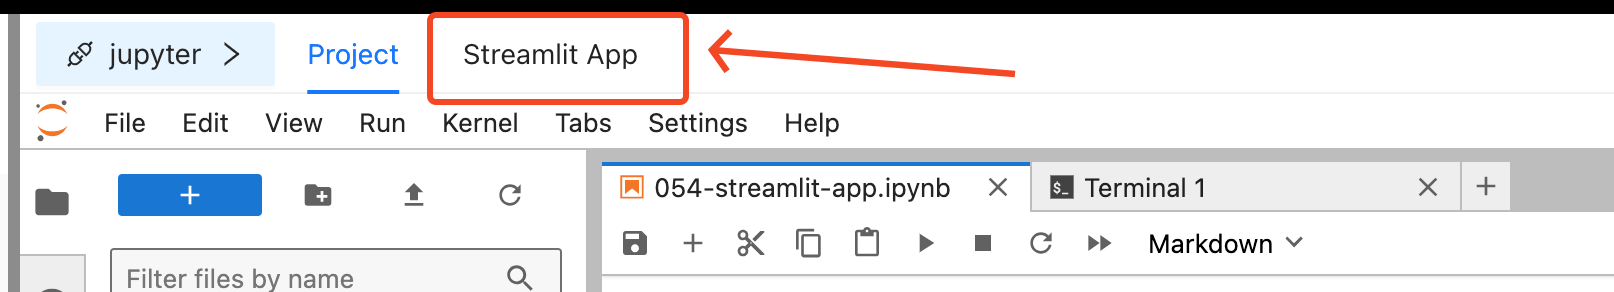 jupyter > Project Streamlit App
File Edit View Run Kernel Tabs Settings Help
054-streamlit-app.ipynb Terminal 1
Markdown
Filter files by name